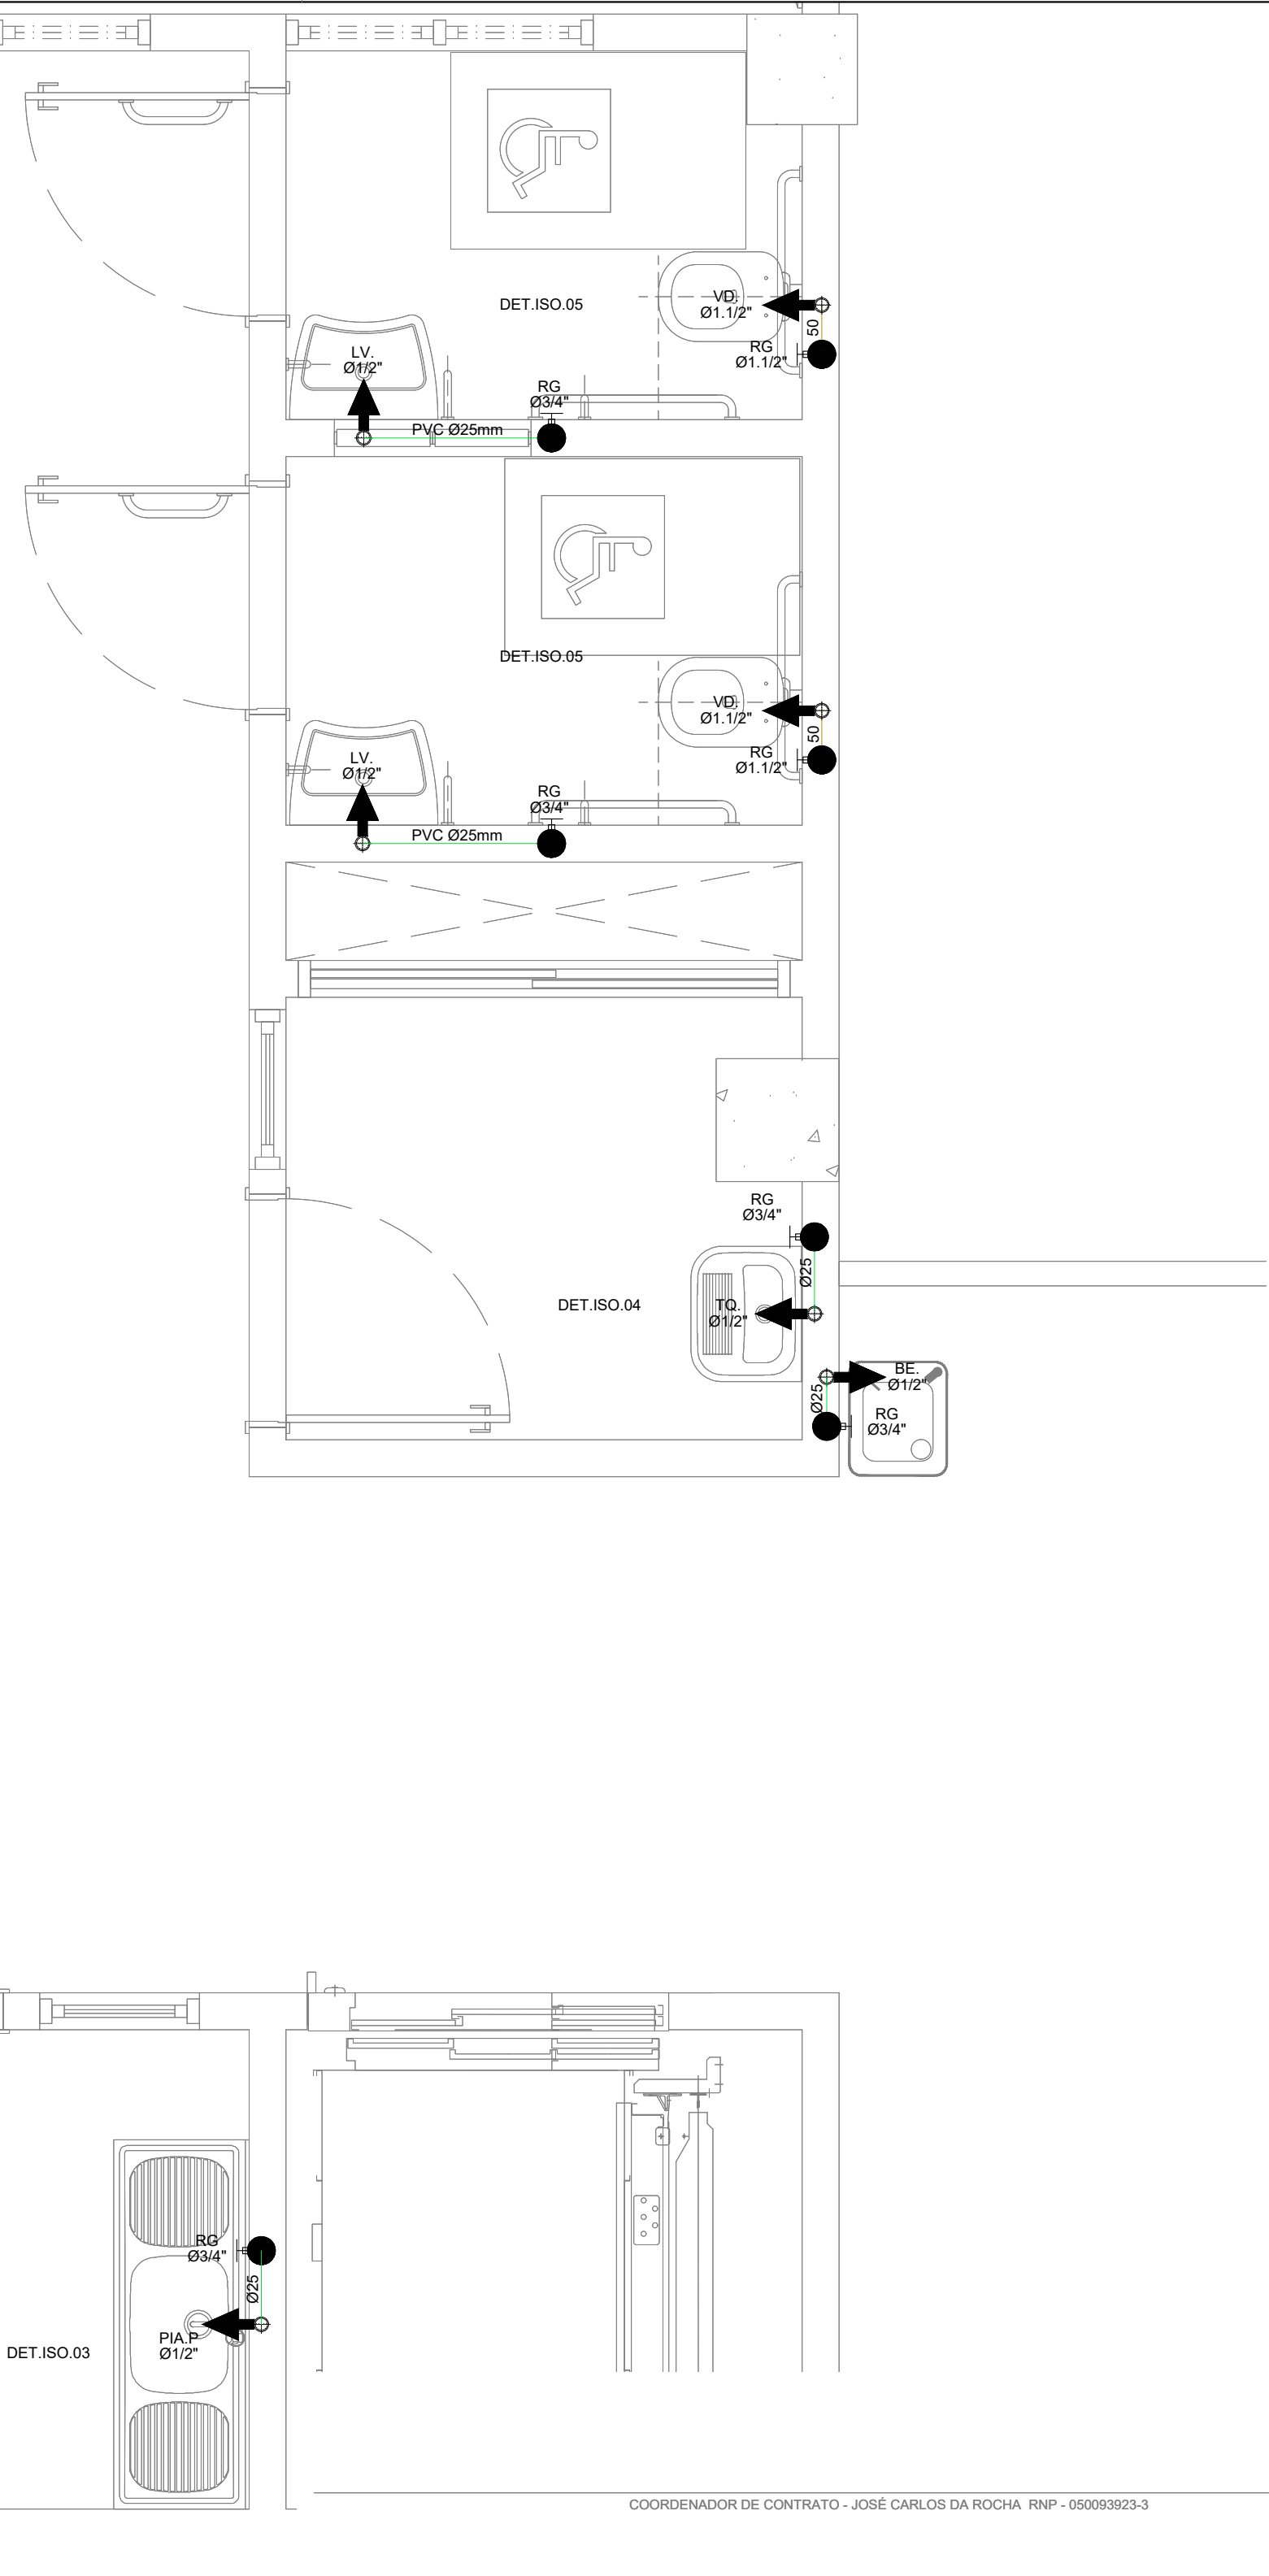 VD.
Ø1.1/2"
DET.ISO.05
50
RG
Ø1.1/2"
LV.
Ø1/2"
RG
Ø3/4"
PVC Ø25mm
DET.ISO.05
VD.
Ø1.1/2"
50
RG
Ø1.1/2"
LV.
Ø1/2"
RG
Ø3/4"
PVC Ø25mm
RG
Ø3/4"
Ø25
DET.ISO.04
TQ.
Ø1/2"
BE.
Ø1/2"
Ø25
RG
Ø3/4"
RG
Ø3/4"
Ø25
PIA.P
Ø1/2"
DET.ISO.03
COORDENADOR DE CONTRATO - JOSÉ CARLOS DA ROCHA RNP - 050093923-3